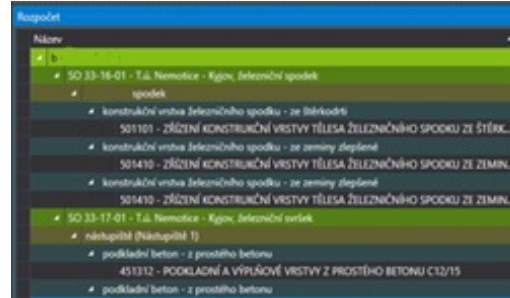 Rozpočet
Název
b -
SO 33-16-01 - T.ú. Nemotice - Kyjov, železniční spodek
spodek
konstrukční vrstva železničního spodku - ze štěrkodrti
501101 - ZŘÍZENÍ KONSTRUKČNÍ VRSTVY TĚLESA ŽELEZNIČNÍHO SPODKU ZE ŠTĚRK...
konstrukční vrstva železničního spodku - ze zeminy zlepšené
501410 - ZŘÍZENÍ KONSTRUKČNÍ VRSTVY TĚLESA ŽELEZNIČNÍHO SPODKU ZE ZEMIN...
konstrukční vrstva železničního spodku - ze zeminy zlepšené
501410 - ZŘÍZENÍ KONSTRUKČNÍ VRSTVY TĚLESA ŽELEZNIČNÍHO SPODKU ZE ZEMIN...
SO 33-17-01 - T.ú. Nemotice - Kyjov, železniční svršek
nástupiště (Nástupiště 1)
podkladní beton - z prostého betonu
451312 - PODKLADNÍ A VÝPLŇOVÉ VRSTVY Z PROSTÉHO BETONU C12/15
podkladní beton - z prostého betonu